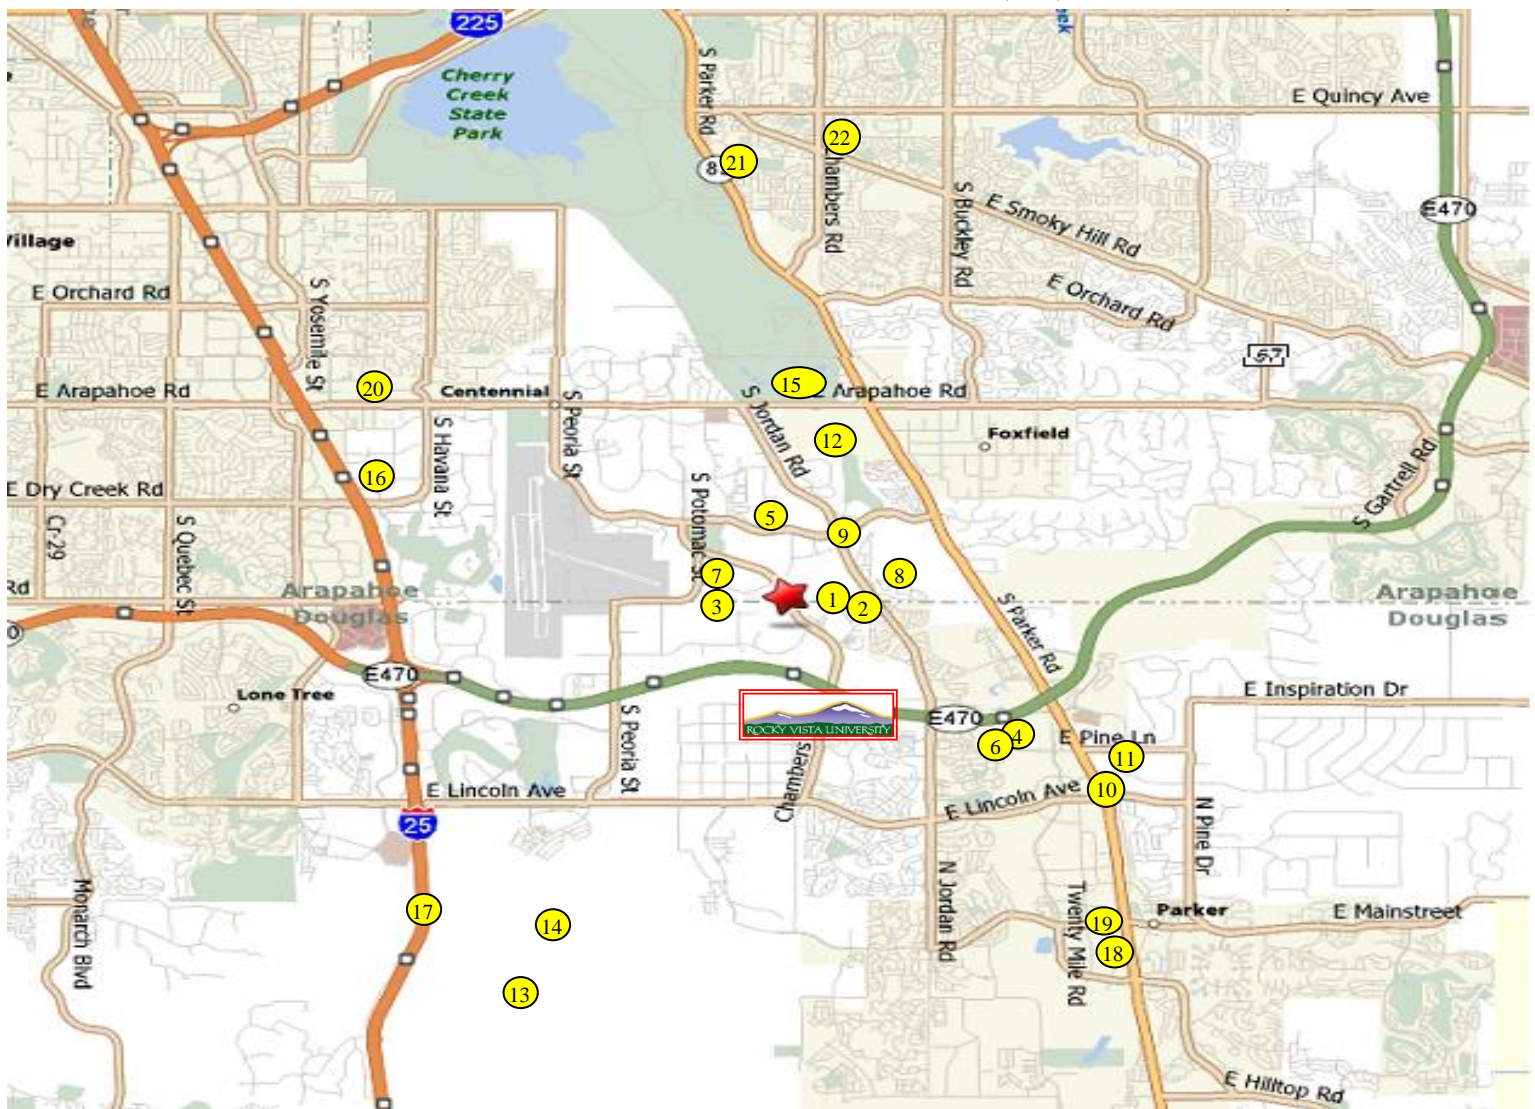 225
Cherry
Creek
State
Park
S Parker Rd
E Quincy Ave
22
21
Chambers Rd
S Buckley Rd
E Smoky Hill Rd
E470
Village
E Orchard Rd
S Yosemite St
E Orchard Rd
57
20
E Arapahoe Rd
Centennial
15
E Arapahoe Rd
S Peoria St
S Jordan Rd
S Havana St
12
Foxfield
16
E Dry Creek Rd
S Potomac St
S Gartrell Rd
Cr-29
S Quebec St
5
9
7
8
Rd
Arapahoe
Douglas
3
1
2
S Parker Rd
Arapahoe
Douglas
E470
Lone Tree
E Inspiration Dr
S Peoria St
ROCKY VISTA UNIVERSITY
E470
4
6
E Pine Ln
11
Chambers
E Lincoln Ave
E Lincoln Ave
10
25
N Pine Dr
Monarch Blvd
17
14
N Jordan Rd
Twenty Mile Rd
19
Parker
E Mainstreet
18
13
E Hilltop Rd